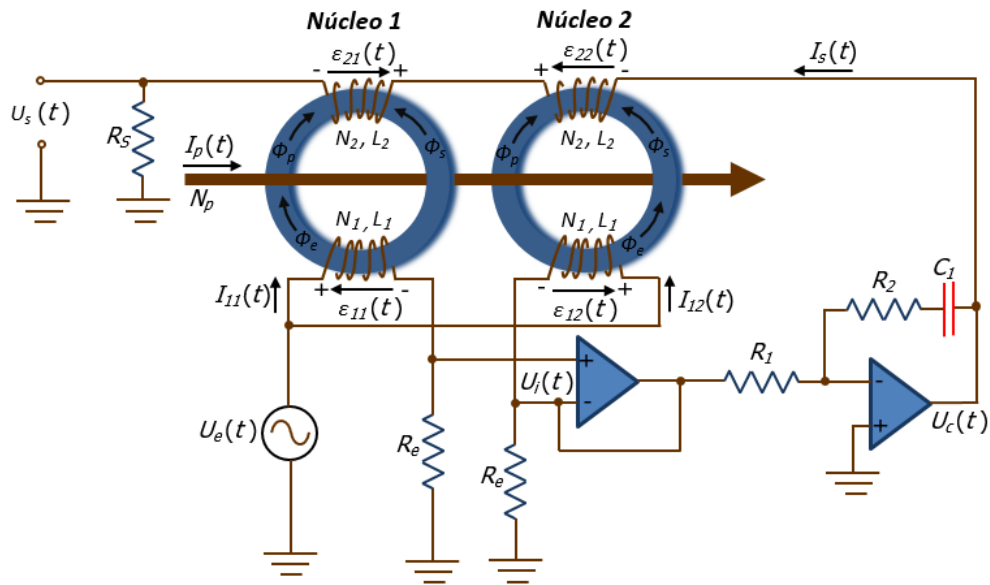 Núcleo 1
Núcleo 2
- ε21(t) +
+ ε22(t) -
Is(t)
Us(t)
RS
Ip(t)
Np
Φp
Φs
N2, L2
Φp
Φs
N2, L2
N1, L1
Φe
N1, L1
Φe
I11(t)
+ ε11(t) -
- ε12(t) +
I12(t)
R2
C1
R1
Ue(t)
Re
Ui(t)
+
-
Re
-
+
Uc(t)